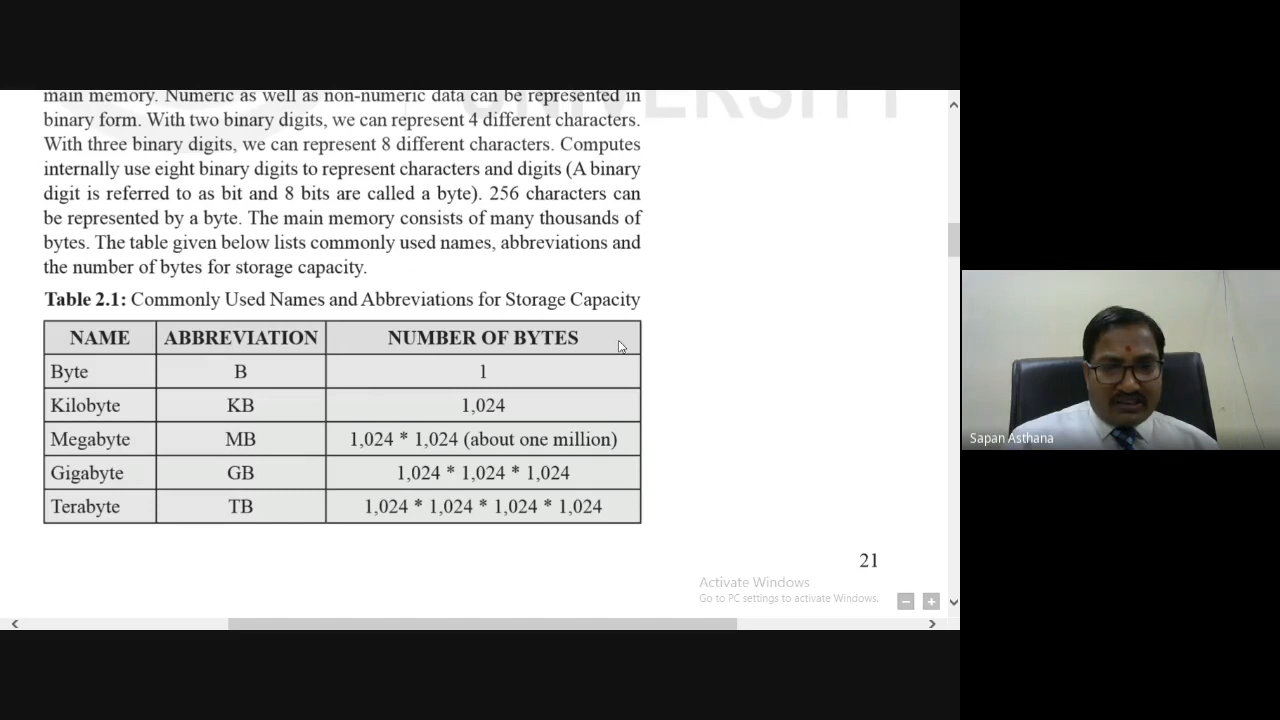 main memory. Numeric as well as non-numeric data can be represented in
binary form. With two binary digits, we can represent 4 different characters.
With three binary digits, we can represent 8 different characters. Computes
internally use eight binary digits to represent characters and digits (A binary
digit is referred to as bit and 8 bits are called a byte). 256 characters can
be represented by a byte. The main memory consists of many thousands of
bytes. The table given below lists commonly used names, abbreviations and
the number of bytes for storage capacity.
Table 2.1: Commonly Used Names and Abbreviations for Storage Capacity
NAME ABBREVIATION NUMBER OF BYTES
Byte B 1
Kilobyte KB 1,024
Megabyte MB 1,024 * 1,024 (about one million)
Gigabyte GB 1,024 * 1,024 * 1,024
Terabyte TB 1,024 * 1,024 * 1,024 * 1,024
21
Activate Windows
Go to PC settings to activate Windows.
Sapan Asthana